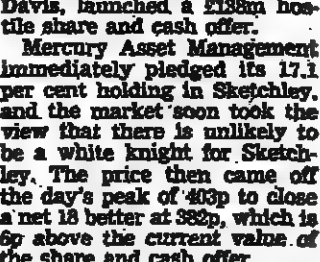 Davis, launched a £138m hos-
tile share and cash offer.
Mercury Asset Management
immediately pledged its 17.1
per cent holding in Sketchley,
and the market soon took the
view that there is unlikely to
be a white knight for Sketch-
ley. The price then came off
the day's peak of 403p to close
a net 18 better at 382p, which is
6p above the current value of
the share and cash offer